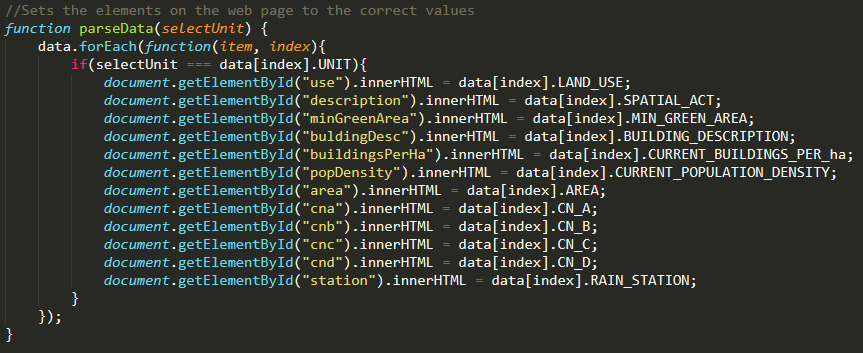 //Sets the elements on the web page to the correct values
function parseData(selectUnit) {
    data.forEach(function(item, index){
        if(selectUnit === data[index].UNIT){
            document.getElementById("use").innerHTML = data[index].LAND_USE;
            document.getElementById("description").innerHTML = data[index].SPATIAL_ACT;
            document.getElementById("minGreenArea").innerHTML = data[index].MIN_GREEN_AREA;
            document.getElementById("buldingDesc").innerHTML = data[index].BUILDING_DESCRIPTION;
            document.getElementById("buildingsPerHa").innerHTML = data[index].CURRENT_BUILDINGS_PER_ha;
            document.getElementById("popDensity").innerHTML = data[index].CURRENT_POPULATION_DENSITY;
            document.getElementById("area").innerHTML = data[index].AREA;
            document.getElementById("cna").innerHTML = data[index].CN_A;
            document.getElementById("cnb").innerHTML = data[index].CN_B;
            document.getElementById("cnc").innerHTML = data[index].CN_C;
            document.getElementById("cnd").innerHTML = data[index].CN_D;
            document.getElementById("station").innerHTML = data[index].RAIN_STATION;
        }
    });
}